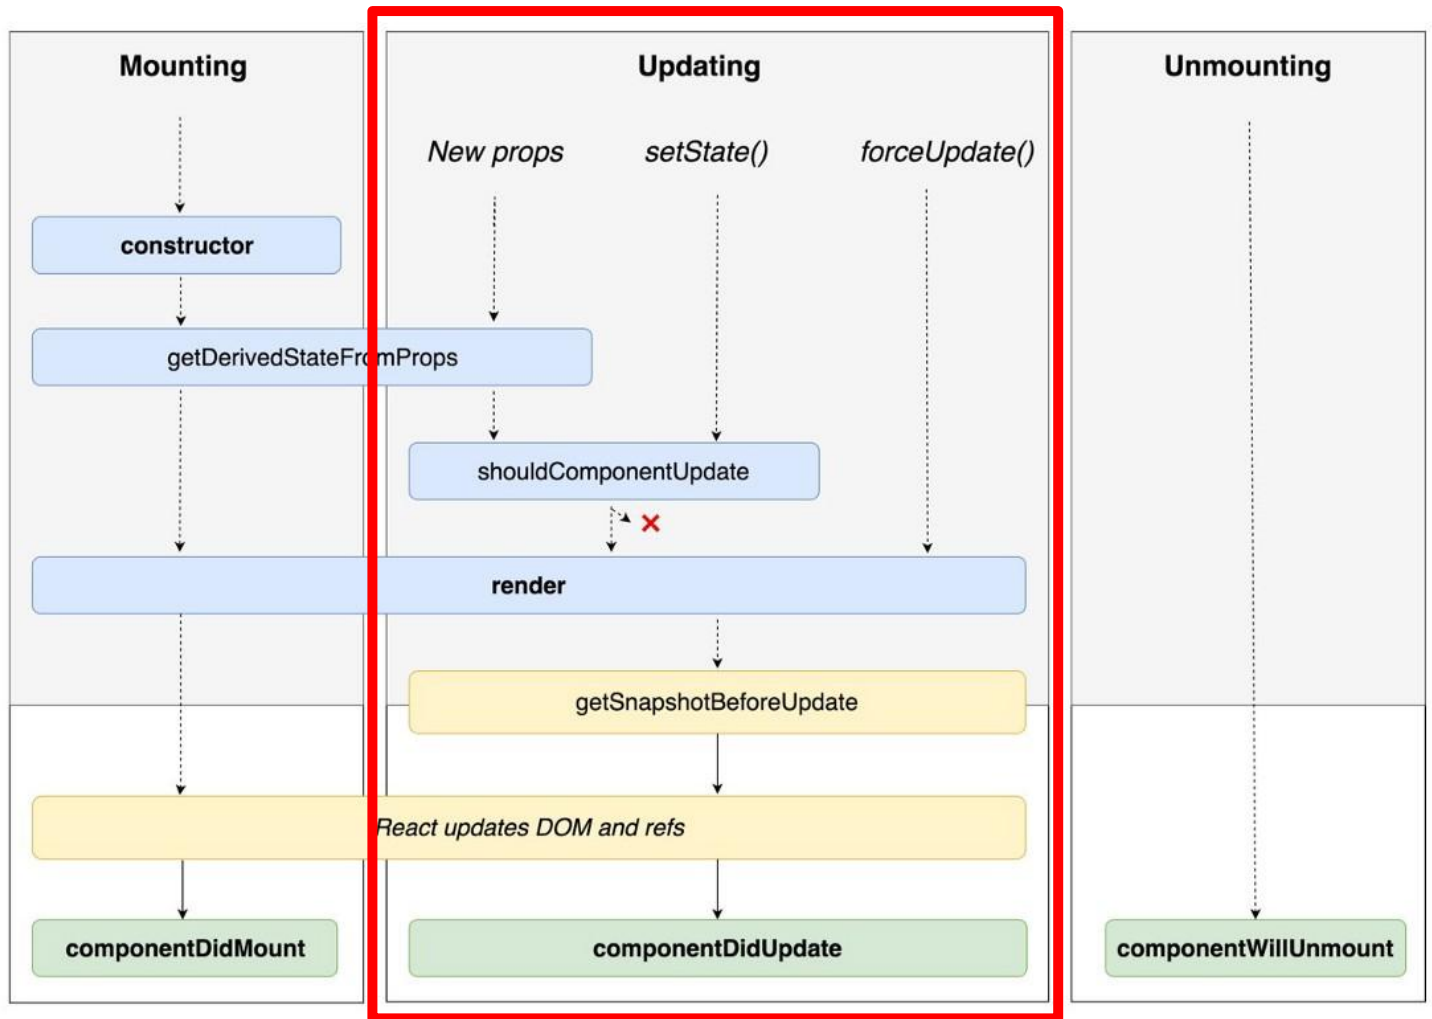 Mounting
Updating
Unmounting
New props
setState()
forceUpdate()
constructor
getDerivedStateFromProps
shouldComponentUpdate
render
getSnapshotBeforeUpdate
React updates DOM and refs
componentDidMount
componentDidUpdate
componentWillUnmount